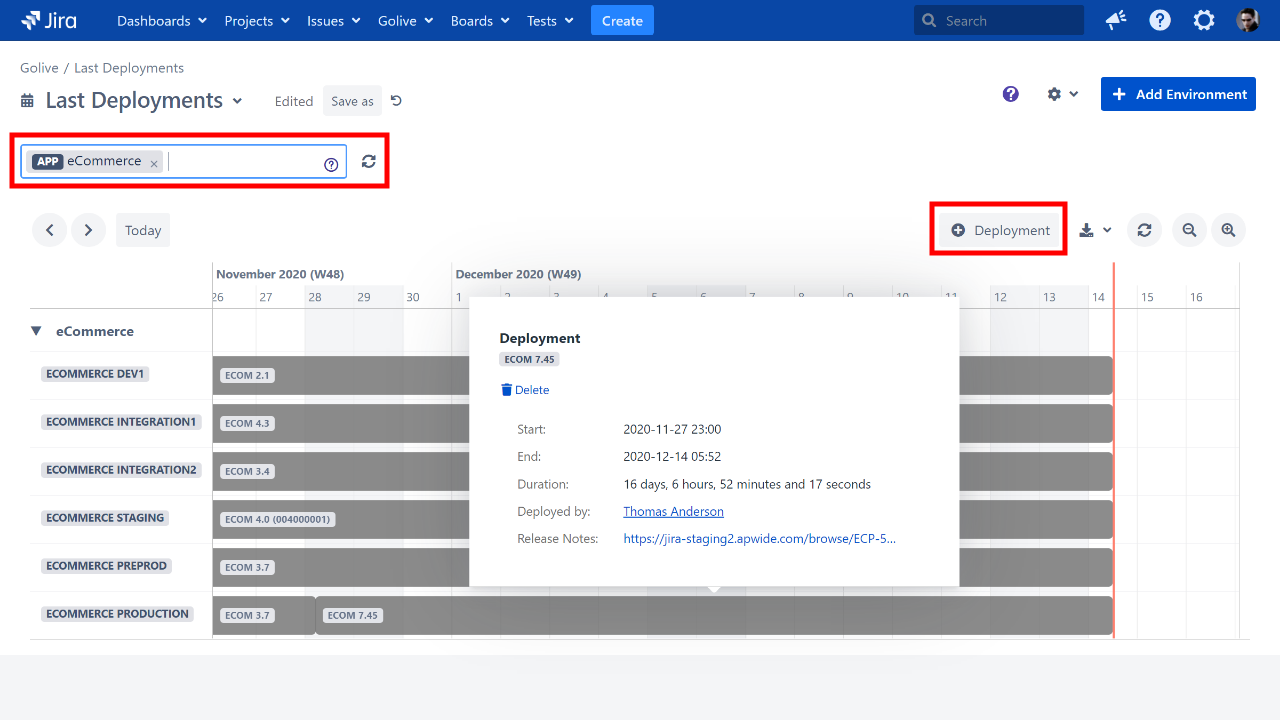 Jira Dashboards Projects Issues Golive Boards Tests Create Search
Golive / Last Deployments
Last Deployments Edited Save as
Add Environment
APP eCommerce ×
Today Deployment
November 2020 (W48) December 2020 (W49)
26 27 28 29 30 1 2 3 4 5 6 7 8 9 10 11 12 13 14 15 16
eCommerce
Deployment
ECOM 7.45
ECOMMERCE DEV1 ECOM 2.1
Delete
ECOMMERCE INTEGRATION1 ECOM 4.3
Start: 2020-11-27 23:00
End: 2020-12-14 05:52
ECOMMERCE INTEGRATION2 ECOM 3.4
Duration: 16 days, 6 hours, 52 minutes and 17 seconds
Deployed by: Thomas Anderson
ECOMMERCE STAGING ECOM 4.0 (004000001)
Release Notes: https://jira-staging2.apwide.com/browse/ECP-5...
ECOMMERCE PREPROD ECOM 3.7
ECOMMERCE PRODUCTION ECOM 3.7 ECOM 7.45